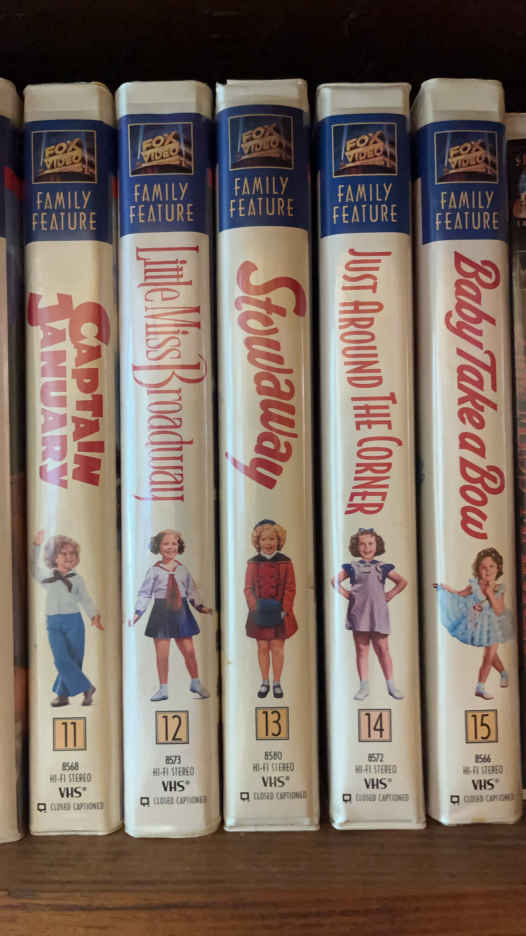 FOX
VIDEO
FAMILY
FEATURE
CAPTAIN
JANUARY
11
8568
HI-FI STEREO
VHS®
CLOSED CAPTIONED
FOX
VIDEO
FAMILY
FEATURE
Little Miss Broadway
12
8573
HI-FI STEREO
VHS®
CLOSED CAPTIONED
FOX
VIDEO
FAMILY
FEATURE
Stowaway
13
8580
HI-FI STEREO
VHS®
CLOSED CAPTIONED
FOX
VIDEO
FAMILY
FEATURE
JUST AROUND THE CORNER
14
8572
HI-FI STEREO
VHS®
CLOSED CAPTIONED
FOX
VIDEO
FAMILY
FEATURE
Baby Take a Bow
15
8566
HI-FI STEREO
VHS®
CLOSED CAPTIONED